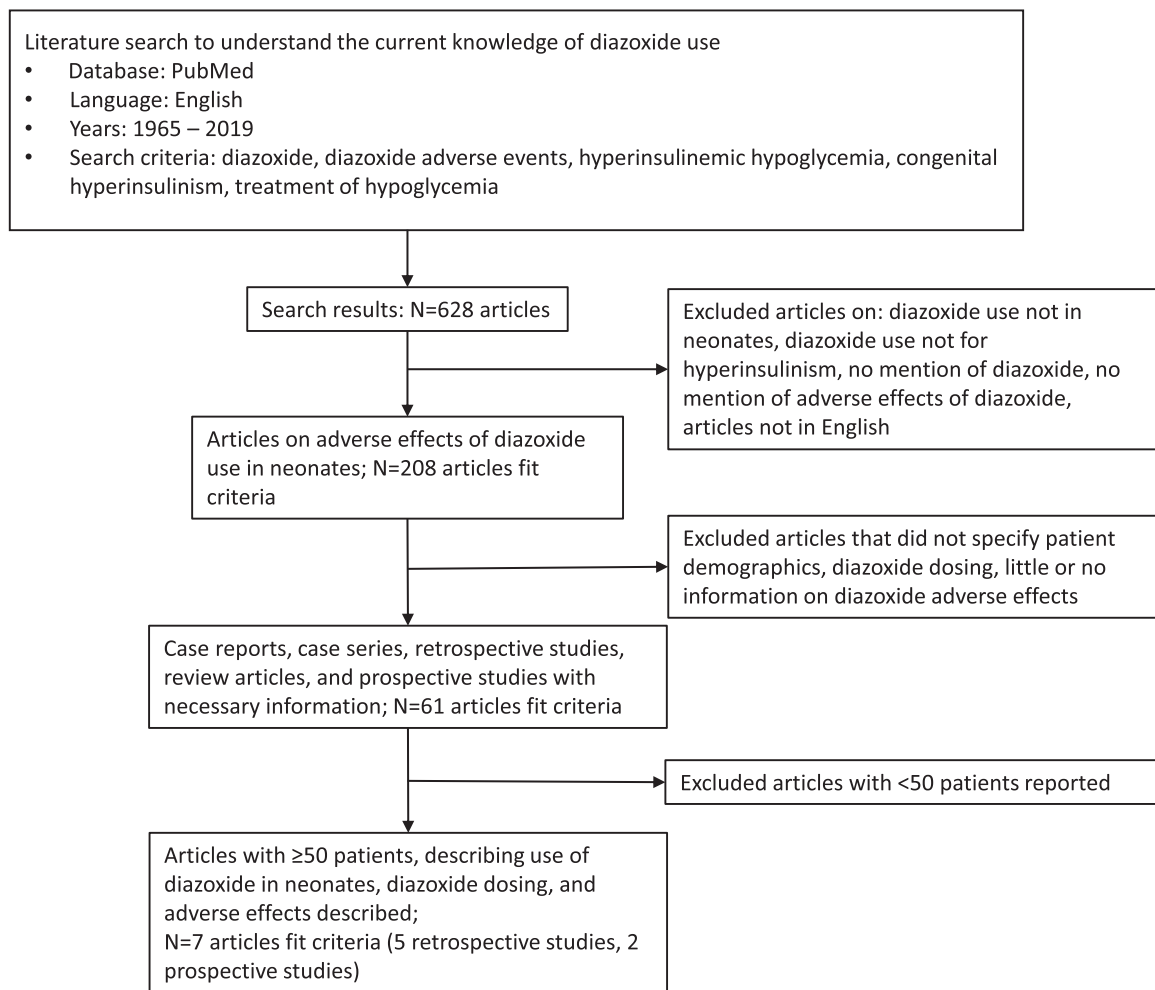 Literature search to understand the current knowledge of diazoxide use
• Database: PubMed
• Language: English
• Years: 1965 – 2019
• Search criteria: diazoxide, diazoxide adverse events, hyperinsulinemic hypoglycemia, congenital
hyperinsulinism, treatment of hypoglycemia
Search results: N=628 articles
Excluded articles on: diazoxide use not in
neonates, diazoxide use not for
hyperinsulinism, no mention of diazoxide, no
mention of adverse effects of diazoxide,
articles not in English
Articles on adverse effects of diazoxide
use in neonates; N=208 articles fit
criteria
Excluded articles that did not specify patient
demographics, diazoxide dosing, little or no
information on diazoxide adverse effects
Case reports, case series, retrospective studies,
review articles, and prospective studies with
necessary information; N=61 articles fit criteria
Excluded articles with <50 patients reported
Articles with ≥50 patients, describing use of
diazoxide in neonates, diazoxide dosing, and
adverse effects described;
N=7 articles fit criteria (5 retrospective studies, 2
prospective studies)